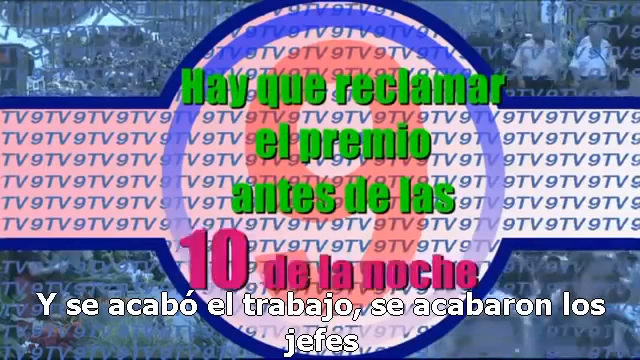 Hay que reclamar
el premio
antes de las
10 de la noche
Y se acabó el trabajo, se acabaron los
jefes